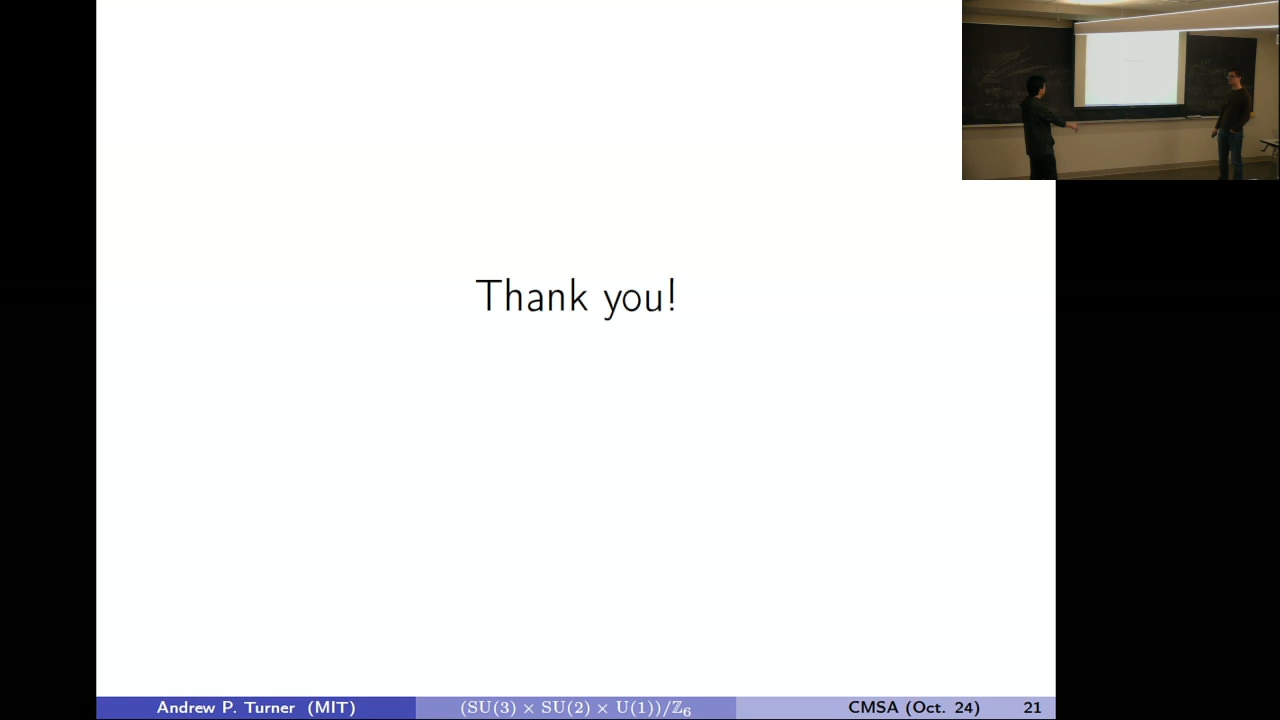 Thank you!
Andrew P. Turner (MIT)
(SU(3) × SU(2) × U(1))/ℤ₆
CMSA (Oct. 24)
21